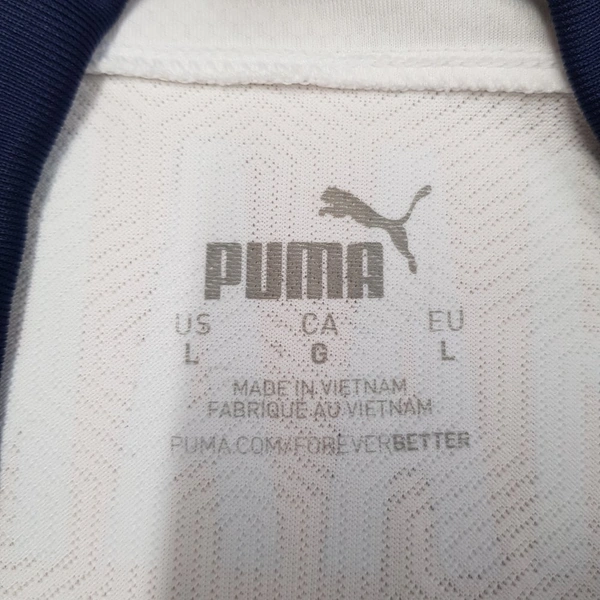 PUMA
US CA EU
L G L
MADE IN VIETNAM
FABRIQUE AU VIETNAM
PUMA.COM/FOREVERBETTER